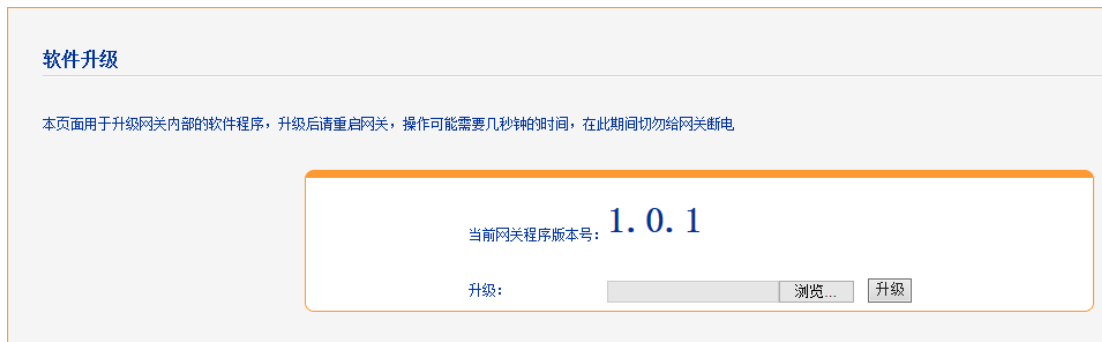 软件升级
本页面用于升级网关内部的软件程序，升级后请重启网关，操作可能需要几秒钟的时间，在此期间切勿给网关断电
当前网关程序版本号：1.0.1
升级： 浏览... 升级